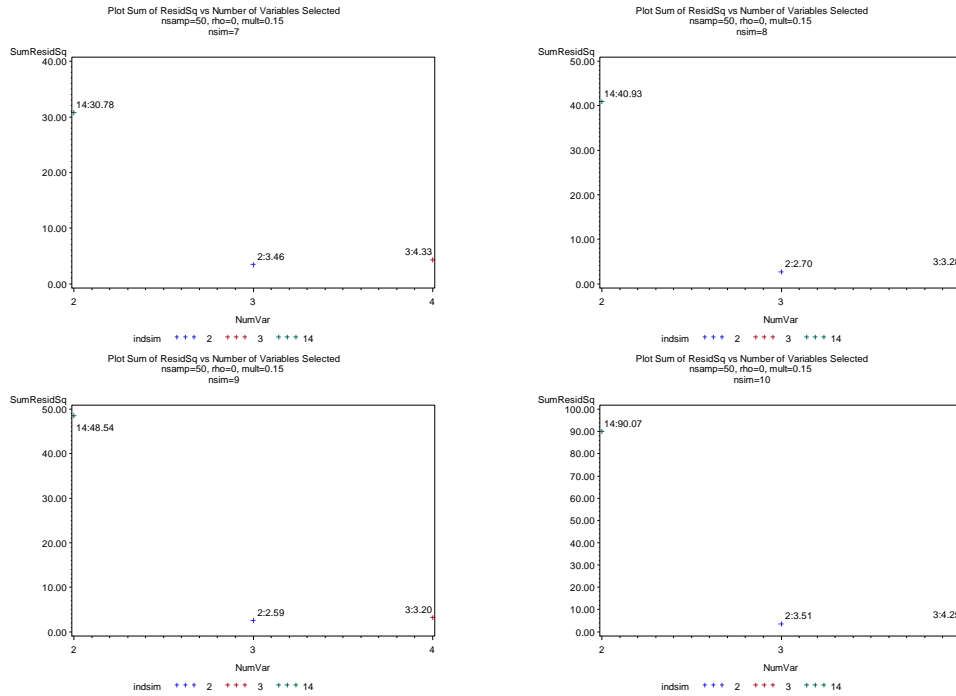 Plot Sum of ResidSq vs Number of Variables Selected
nsamp=50, rho=0, mult=0.15
nsim=7
SumResidSq
40.00
30.00
20.00
10.00
0.00
14:30.78
2:3.46
3:4.33
2 3 4
NumVar
indsim +++ 2 +++ 3 +++ 14
Plot Sum of ResidSq vs Number of Variables Selected
nsamp=50, rho=0, mult=0.15
nsim=8
SumResidSq
50.00
40.00
30.00
20.00
10.00
0.00
14:40.93
2:2.70
3:3.28
2 3
NumVar
indsim +++ 2 +++ 3 +++ 14
Plot Sum of ResidSq vs Number of Variables Selected
nsamp=50, rho=0, mult=0.15
nsim=9
SumResidSq
50.00
40.00
30.00
20.00
10.00
0.00
14:48.54
2:2.59
3:3.20
2 3 4
NumVar
indsim +++ 2 +++ 3 +++ 14
Plot Sum of ResidSq vs Number of Variables Selected
nsamp=50, rho=0, mult=0.15
nsim=10
SumResidSq
100.00
90.00
80.00
70.00
60.00
50.00
40.00
30.00
20.00
10.00
0.00
14:90.07
2:3.51
3:4.25
2 3
NumVar
indsim +++ 2 +++ 3 +++ 14